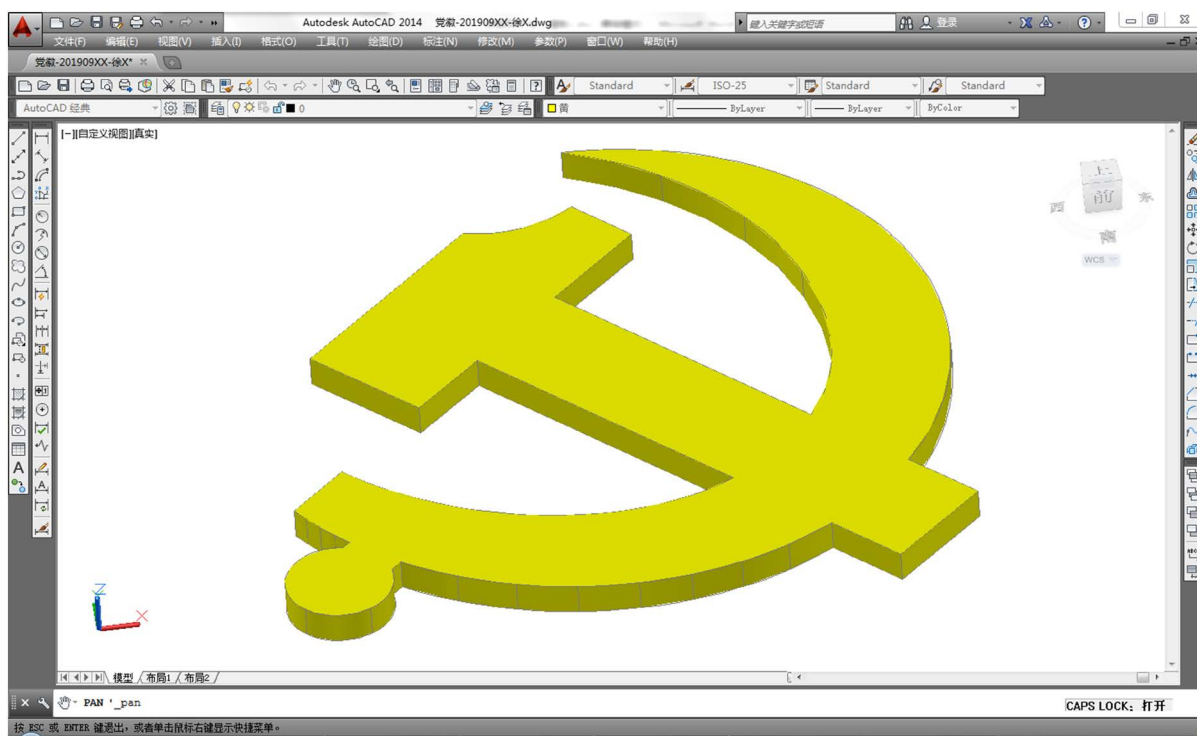 Autodesk AutoCAD 2014 党徽-201909XX-徐X.dwg
键入关键字或短语
登录
文件(F) 编辑(E) 视图(V) 插入(I) 格式(O) 工具(T) 绘图(D) 标注(N) 修改(M) 参数(P) 窗口(W) 帮助(H)
党徽-201909XX-徐X*
Standard ISO-25 Standard Standard
AutoCAD 经典 0 黄 ByLayer ByLayer ByColor
[-][自定义视图][真实]
上
西 前 东
南
WCS
Z
X
模型 布局1 布局2
PAN '_pan
CAPS LOCK：打开
按 ESC 或 ENTER 键退出，或者单击鼠标右键显示快捷菜单。